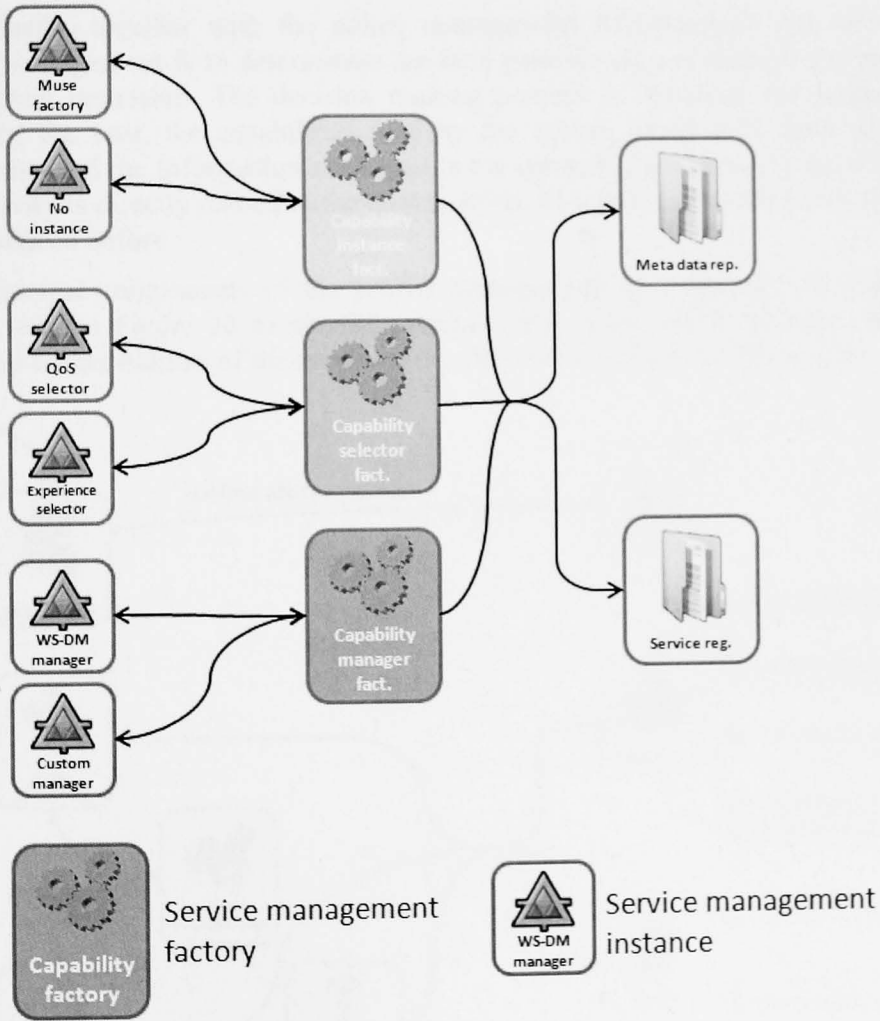 Muse
factory
No
instance
instance
fact.
Meta data rep.
QoS
selector
Capability
selector
fact.
Experience
selector
Service reg.
WS-DM
manager
Capability
manager
fact.
Custom
manager
Capability
factory
Service management
factory
WS-DM
manager
Service management
instance